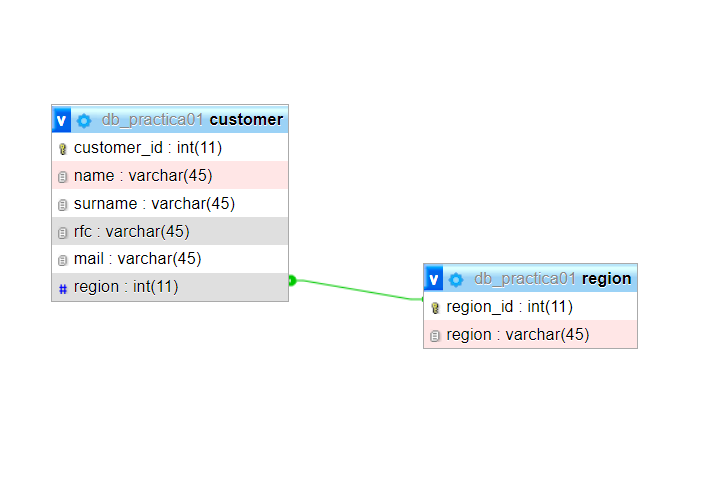 v db_practica01 customer
customer_id : int(11)
name : varchar(45)
surname : varchar(45)
rfc : varchar(45)
mail : varchar(45)
# region : int(11)
v db_practica01 region
region_id : int(11)
region : varchar(45)